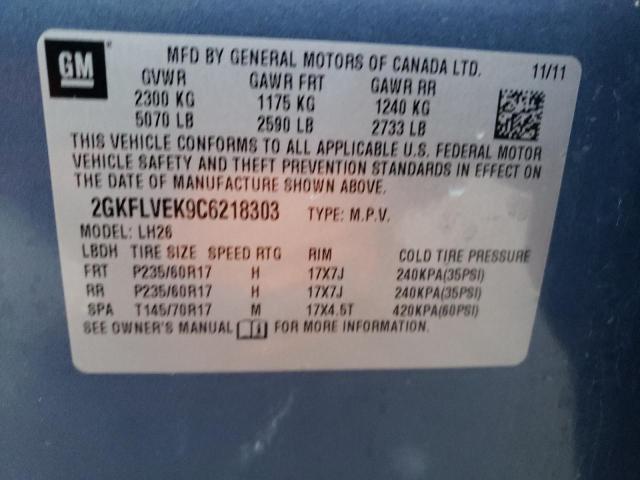 GM
MFD BY GENERAL MOTORS OF CANADA LTD. 11/11
GVWR GAWR FRT GAWR RR
2300 KG 1175 KG 1240 KG
5070 LB 2590 LB 2733 LB
THIS VEHICLE CONFORMS TO ALL APPLICABLE U.S. FEDERAL MOTOR
VEHICLE SAFETY AND THEFT PREVENTION STANDARDS IN EFFECT ON
THE DATE OF MANUFACTURE SHOWN ABOVE.
2GKFLVEK9C6218303 TYPE: M.P.V.
MODEL: LH26
LBDH TIRE SIZE SPEED RTG RIM COLD TIRE PRESSURE
FRT P235/60R17 H 17X7J 240KPA(35PSI)
RR P235/60R17 H 17X7J 240KPA(35PSI)
SPA T145/70R17 M 17X4.5T 420KPA(60PSI)
SEE OWNER'S MANUAL FOR MORE INFORMATION.